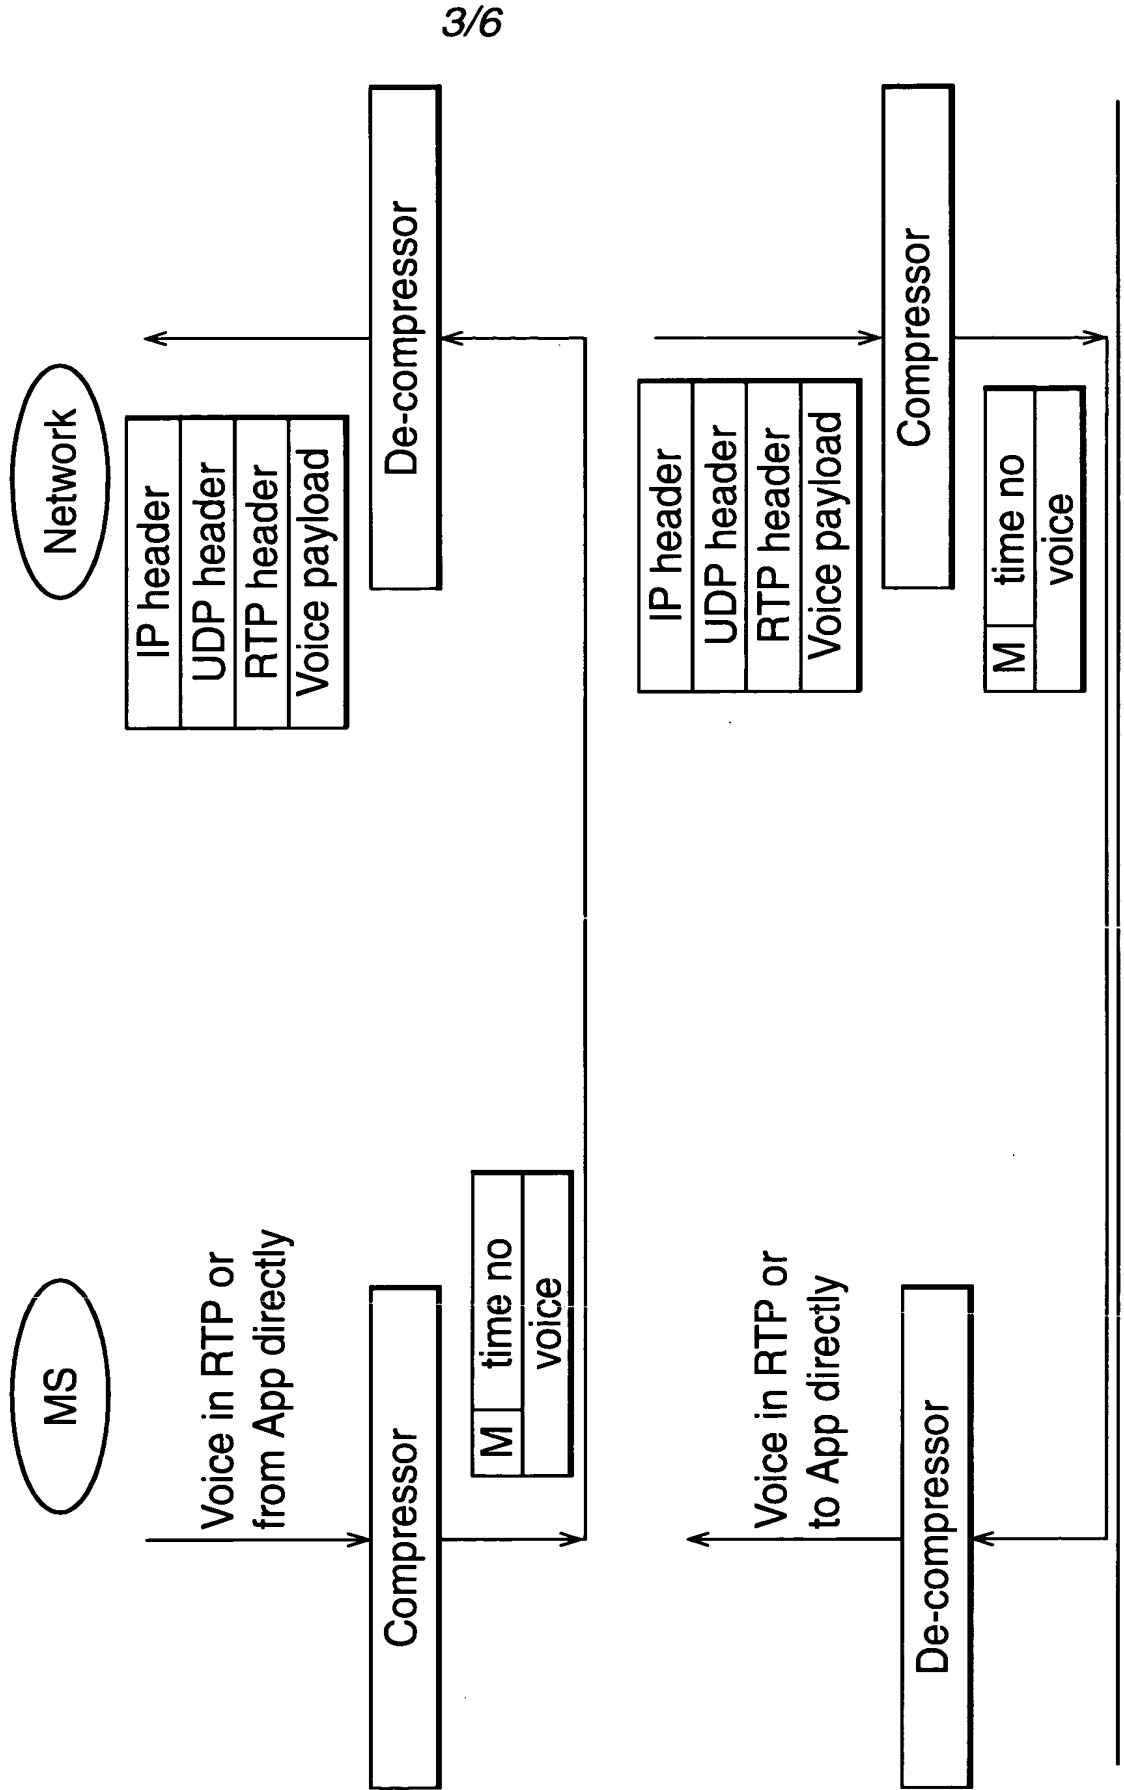 3/6
MS
Network
Voice in RTP or
from App directly
IP header
UDP header
RTP header
Voice payload
Compressor
De-compressor
M
time no
voice
Voice in RTP or
to App directly
IP header
UDP header
RTP header
Voice payload
De-compressor
Compressor
M
time no
voice